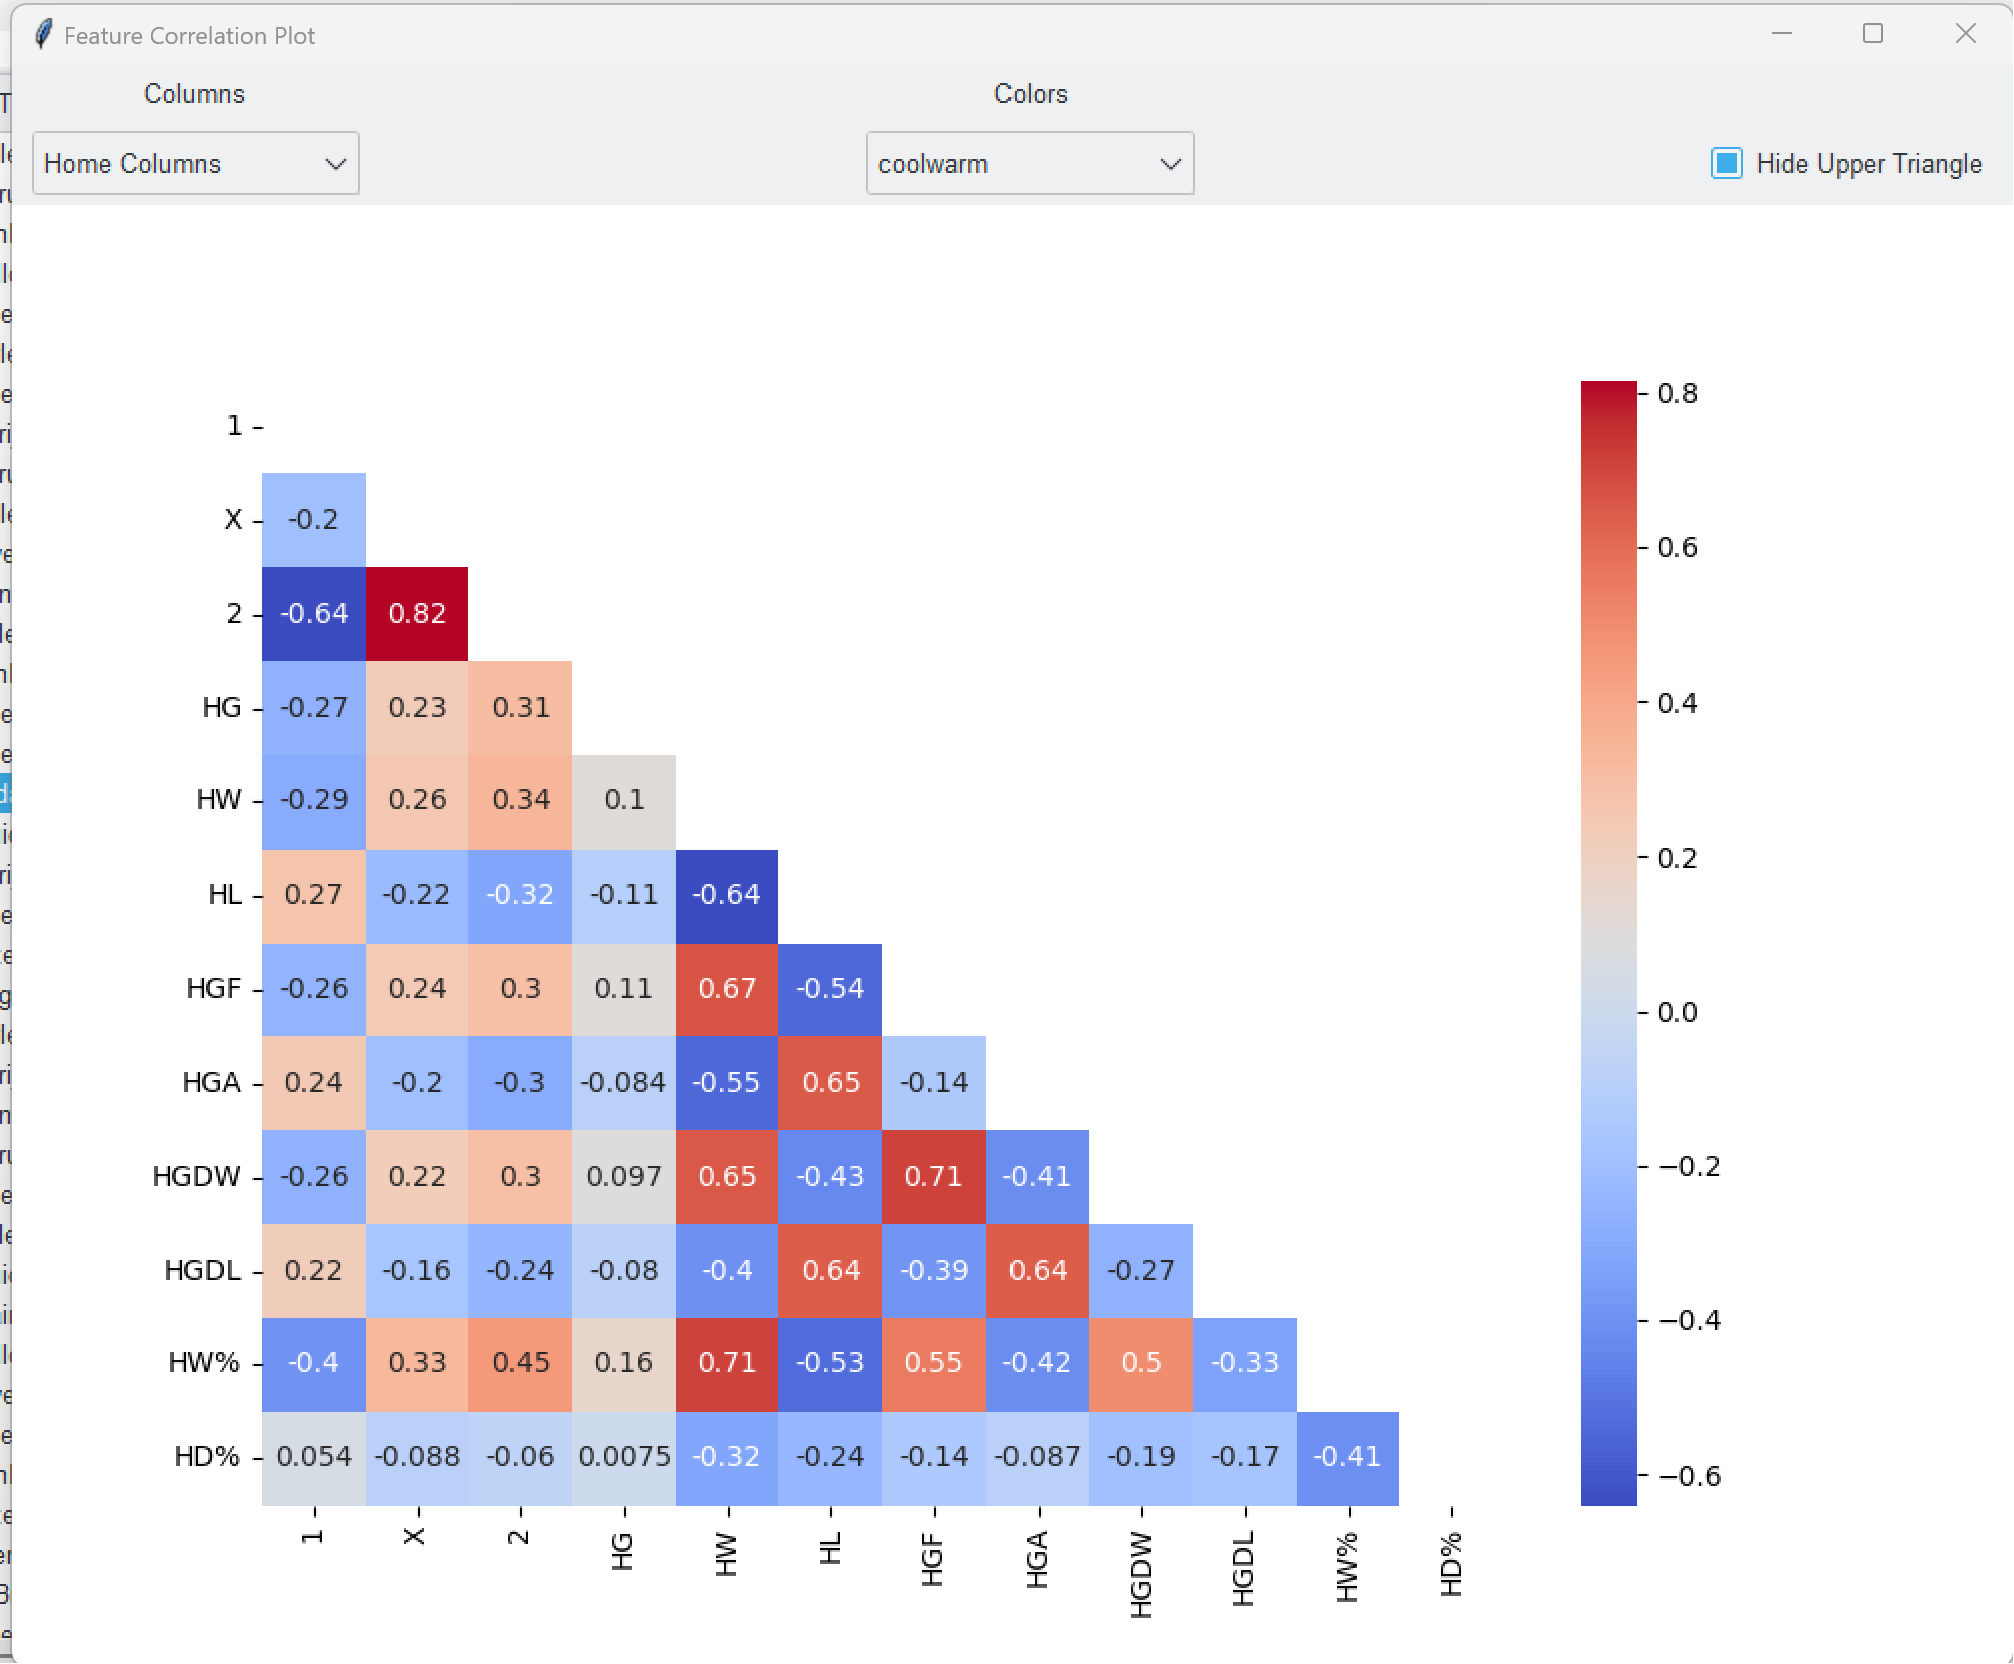 Feature Correlation Plot
Columns Colors
Home Columns coolwarm Hide Upper Triangle
1
X -0.2
2 -0.64 0.82
HG -0.27 0.23 0.31
HW -0.29 0.26 0.34 0.1
HL 0.27 -0.22 -0.32 -0.11 -0.64
HGF -0.26 0.24 0.3 0.11 0.67 -0.54
HGA 0.24 -0.2 -0.3 -0.084 -0.55 0.65 -0.14
HGDW -0.26 0.22 0.3 0.097 0.65 -0.43 0.71 -0.41
HGDL 0.22 -0.16 -0.24 -0.08 -0.4 0.64 -0.39 0.64 -0.27
HW% -0.4 0.33 0.45 0.16 0.71 -0.53 0.55 -0.42 0.5 -0.33
HD% 0.054 -0.088 -0.06 0.0075 -0.32 -0.24 -0.14 -0.087 -0.19 -0.17 -0.41
1 X 2 HG HW HL HGF HGA HGDW HGDL HW% HD%
0.8
0.6
0.4
0.2
0.0
−0.2
−0.4
−0.6